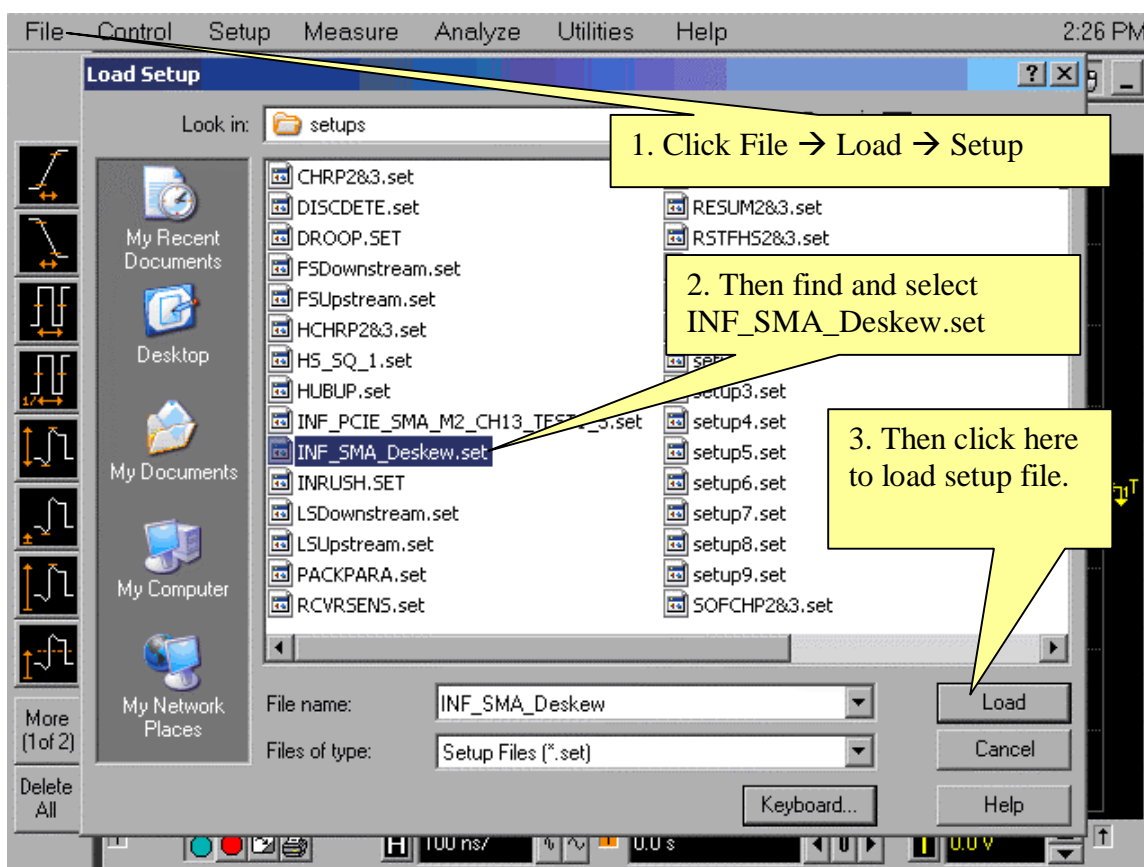 File Control Setup Measure Analyze Utilities Help 2:26 PM
Load Setup
Look in: setups
1. Click File → Load → Setup
CHRP2&3.set
DISCDETE.set
DROOP.SET
FSDownstream.set
FSUpstream.set
HCHRP2&3.set
HS_SQ_1.set
HUBUP.set
INF_PCIE_SMA_M2_CH13_
INF_SMA_Deskew.set
INRUSH.SET
LSDownstream.set
LSUpstream.set
PACKPARA.set
RCVRSENS.set
RESUM2&3.set
RSTFHS2&3.set
2. Then find and select
INF_SMA_Deskew.set
setup3.set
setup4.set
setup5.set
setup6.set
setup7.set
setup8.set
setup9.set
SOFCHP2&3.set
3. Then click here
to load setup file.
My Recent
Documents
Desktop
My Documents
My Computer
My Network
Places
More
(1of 2)
Delete
All
File name: INF_SMA_Deskew
Files of type: Setup Files (*.set)
Load
Cancel
Keyboard...
Help
H 100 ns/ 0.0 s 0 T 0.0 V